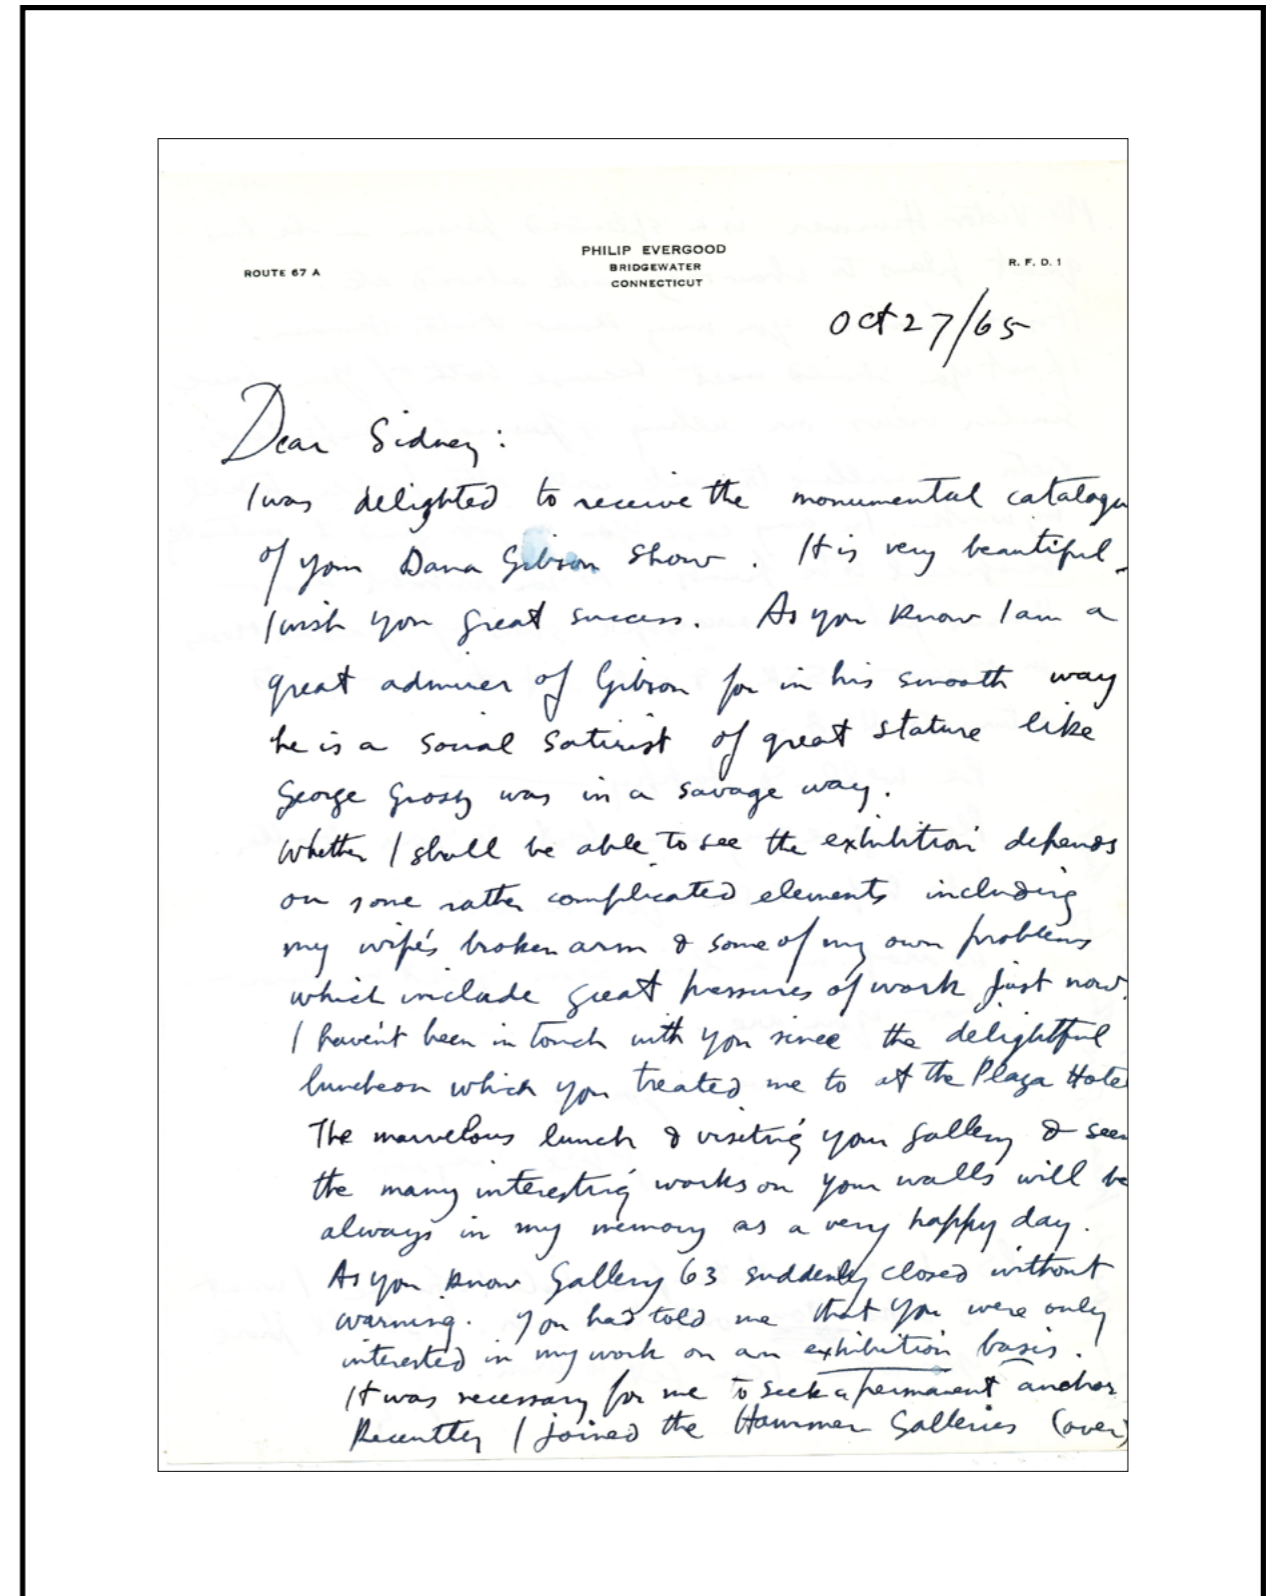 PHILIP EVERGOOD
ROUTE 67 A BRIDGEWATER R. F. D. 1
CONNECTICUT
Oct 27/65
Dear Sidney:
I was delighted to receive the monumental catalogu
of your Dana Gibson show. It is very beautiful.
I wish you great success. As you know I am a
great admirer of Gibson for in his smooth way
he is a social satirist of great stature like
George Grosz was in a savage way.
Whether I shall be able to see the exhibition depends
on some rather complicated elements including
my wife's broken arm & some of my own problems
which include great pressures of work just now.
I haven't been in touch with you since the delightful
luncheon which you treated me to at the Plaza Hote
The marvelous lunch & visiting your gallery & seein
the many interesting works on your walls will be
always in my memory as a very happy day.
As you know Gallery 63 suddenly closed without
warning. You had told me that you were only
interested in my work on an exhibition basis.
It was necessary for me to seek a permanent anchor
Recently I joined the Hammer Galleries (over)